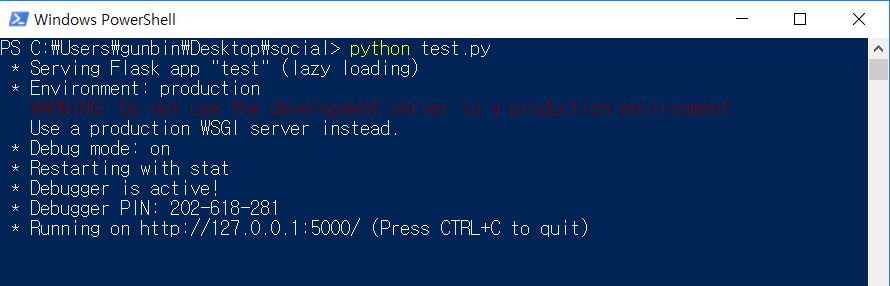 Windows PowerShell
PS C:₩Users₩gunbin₩Desktop₩social> python test.py
 * Serving Flask app "test" (lazy loading)
 * Environment: production
   WARNING: Do not use the development server in a production environment.
   Use a production WSGI server instead.
 * Debug mode: on
 * Restarting with stat
 * Debugger is active!
 * Debugger PIN: 202-618-281
 * Running on http://127.0.0.1:5000/ (Press CTRL+C to quit)